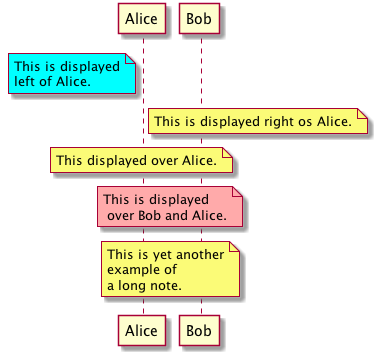 Alice Bob
This is displayed
left of Alice.
This is displayed right os Alice.
This displayed over Alice.
This is displayed
over Bob and Alice.
This is yet another
example of
a long note.
Alice Bob